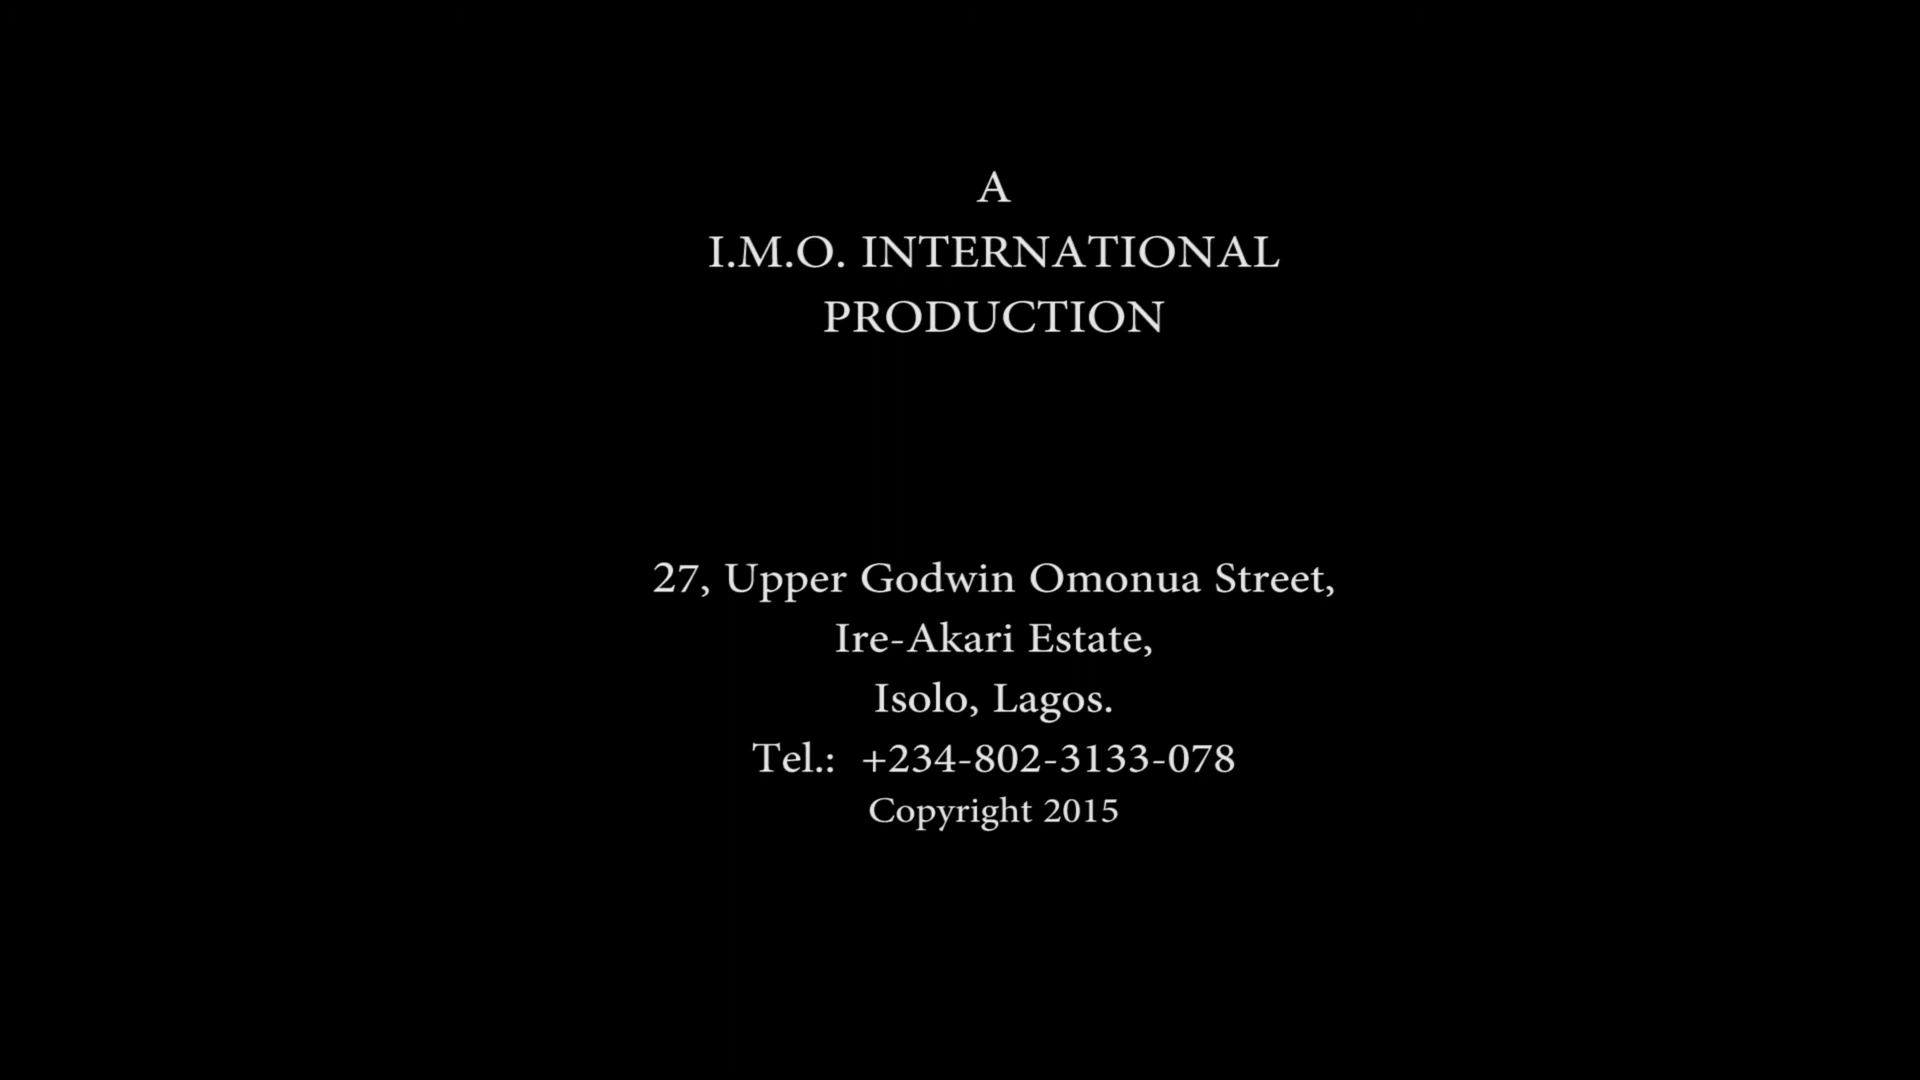 A
I.M.O. INTERNATIONAL
PRODUCTION
27, Upper Godwin Omonua Street,
Ire-Akari Estate,
Isolo, Lagos.
Tel.: +234-802-3133-078
Copyright 2015